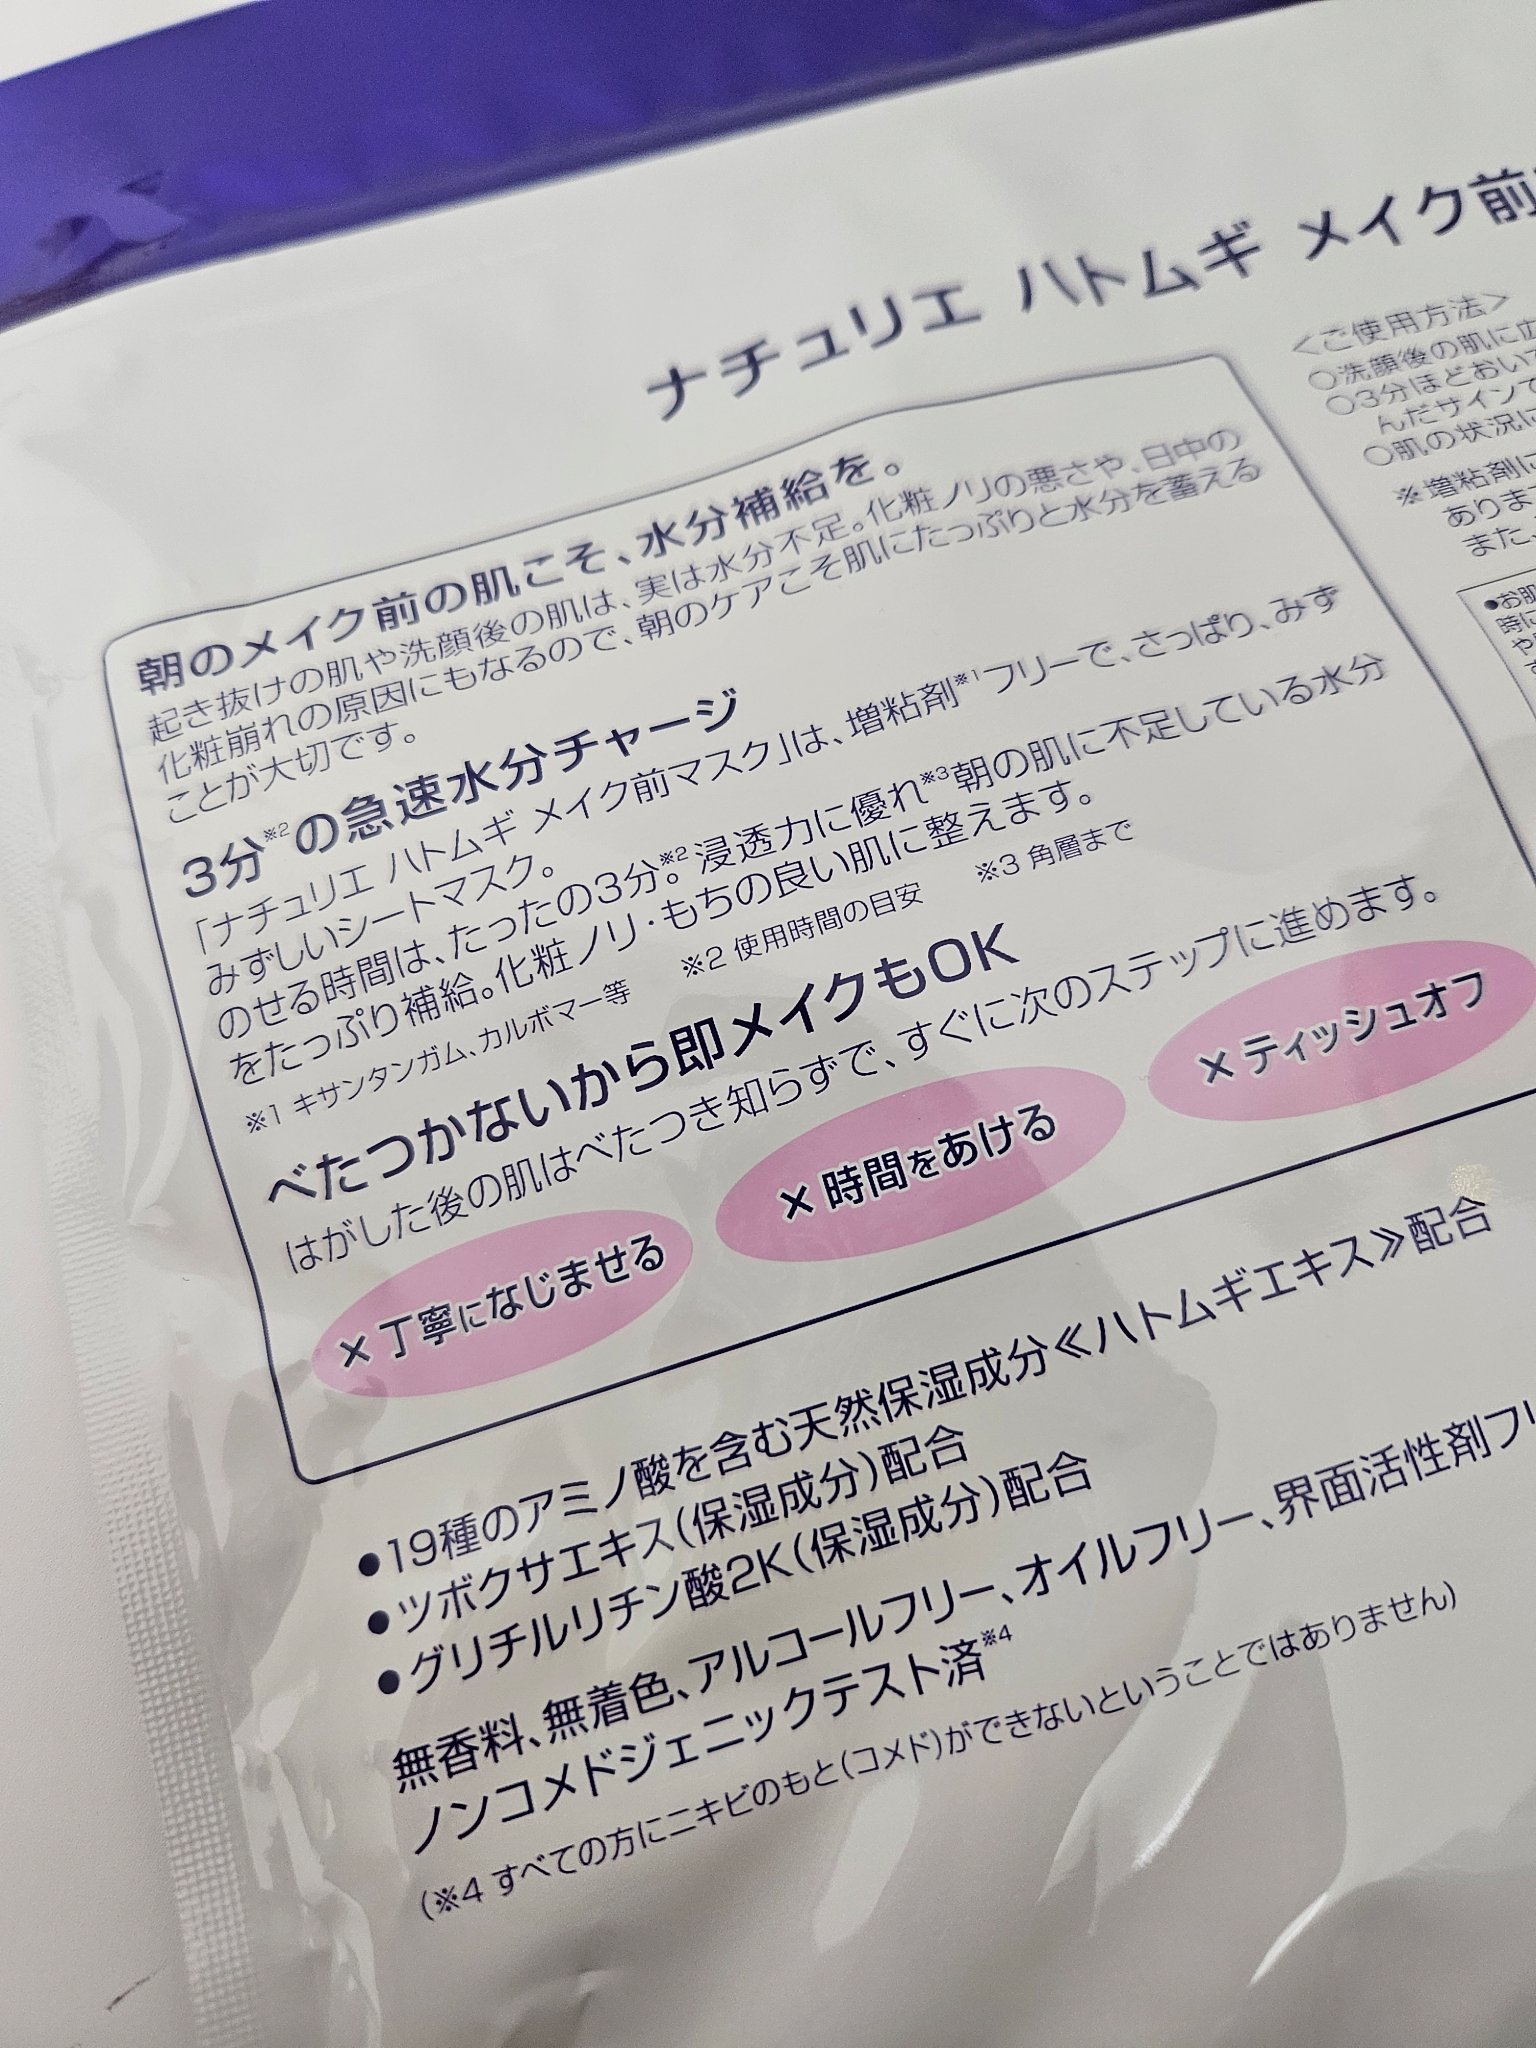 ナチュリエ ハトムギ メイク前
朝のメイク前の肌こそ、水分補給を。
起き抜けの肌や洗顔後の肌は、実は水分不足。化粧ノリの悪さや、日中の
化粧崩れの原因にもなるので、朝のケアこそ肌にたっぷりと水分を蓄える
ことが大切です。
3分※2の急速水分チャージ
「ナチュリエ ハトムギ メイク前マスク」は、増粘剤※1フリーで、さっぱり、みず
みずしいシートマスク。
のせる時間は、たったの3分※2。浸透力に優れ※3朝の肌に不足している水分
をたっぷり補給。化粧ノリ・もちの良い肌に整えます。
※1 キサンタンガム、カルボマー等 ※2 使用時間の目安 ※3 角層まで
べたつかないから即メイクもOK
はがした後の肌はべたつき知らずで、すぐに次のステップに進めます。
×丁寧になじませる ×時間をあける ×ティッシュオフ
●19種のアミノ酸を含む天然保湿成分≪ハトムギエキス≫配合
●ツボクサエキス(保湿成分)配合
●グリチルリチン酸2K(保湿成分)配合
無香料、無着色、アルコールフリー、オイルフリー、界面活性剤フリ
ノンコメドジェニックテスト済※4
(※4 すべての方にニキビのもと(コメド)ができないということではありません)
<ご使用方法>
○洗顔後の肌に
○3分ほどおいて
んだサインで
○肌の状況に
※増粘剤に
ありま
また、
●お肌
時に
や